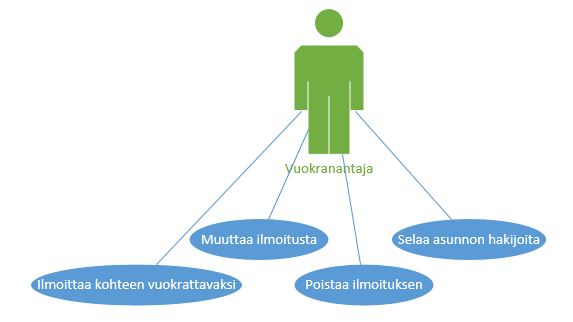 Vuokranantaja
Muuttaa ilmoitusta
Selaa asunnon hakijoita
Ilmoittaa kohteen vuokrattavaksi
Poistaa ilmoituksen